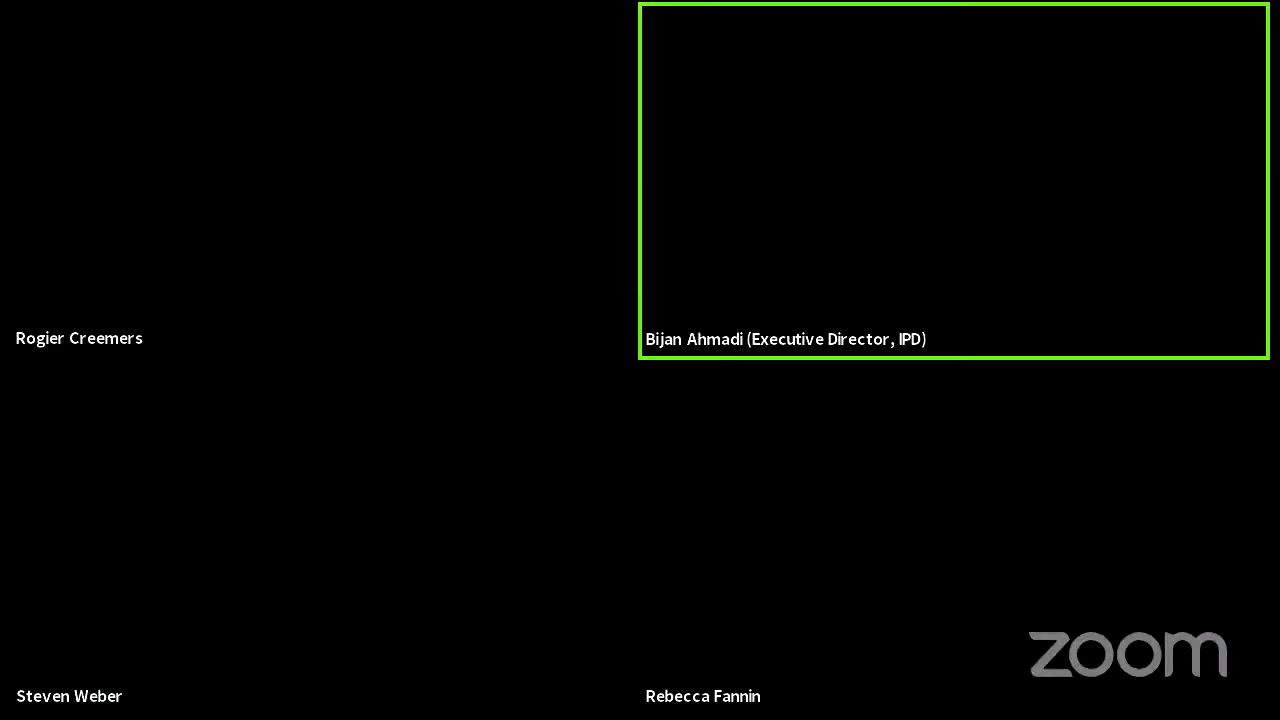 Rogier Creemers
Bijan Ahmadi (Executive Director, IPD)
Steven Weber
Rebecca Fannin
zoom